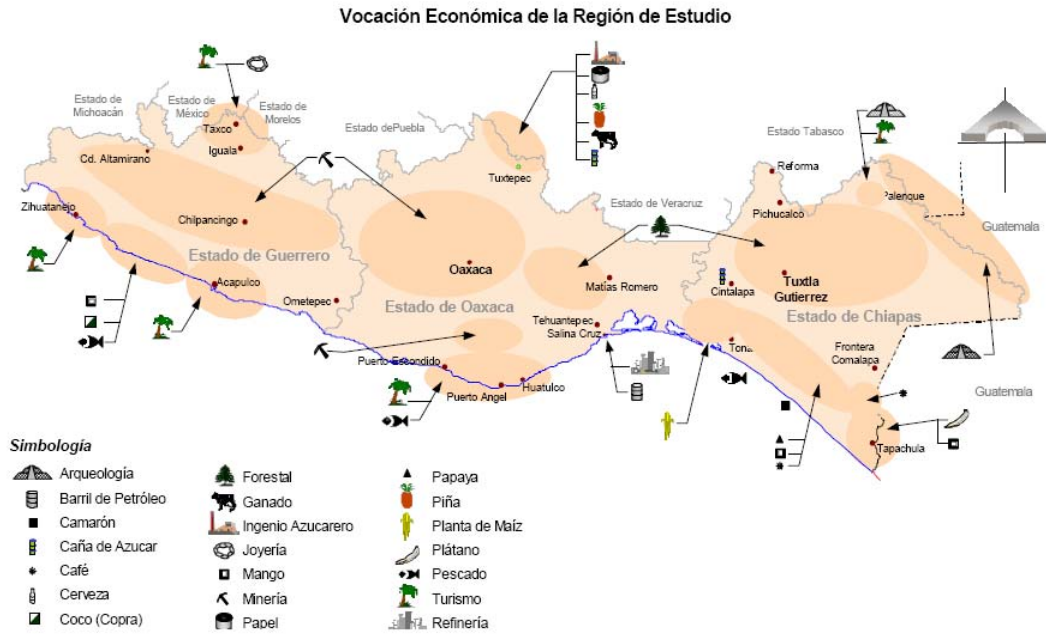 Vocación Económica de la Región de Estudio
Estado de
Michoacán
Estado de
México
Estado de
Morelos
Estado dePuebla
Estado Tabasco
Taxco
Iguala
Cd. Altamirano
Tuxtepec
Reforma
Palenque
Pichucalco
Estado de Veracruz
Guatemala
Zihuatanejo
Chilpancingo
Estado de Guerrero
Oaxaca
Matías Romero
Cintalapa
Tuxtla
Gutierrez
Acapulco
Ometepec
Estado de Oaxaca
Estado de Chiapas
Tehuantepec
Salina Cruz
Tona
Frontera
Comalapa
Puerto Escondido
Puerto Angel
Huatulco
Guatemala
Tapachula
Simbología
Arqueología
Barril de Petróleo
Camarón
Caña de Azucar
Café
Cerveza
Coco (Copra)
Forestal
Ganado
Ingenio Azucarero
Joyería
Mango
Minería
Papel
Papaya
Piña
Planta de Maíz
Plátano
Pescado
Turismo
Refinería